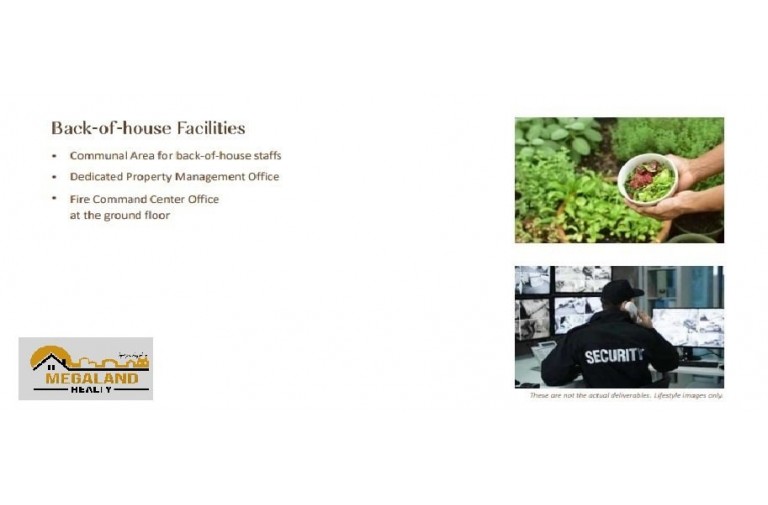 Back-of-house Facilities
• Communal Area for back-of-house staffs
• Dedicated Property Management Office
• Fire Command Center Office
at the ground floor
SECURITY
These are not the actual deliverables. Lifestyle images only.
MEGALAND
REALTY